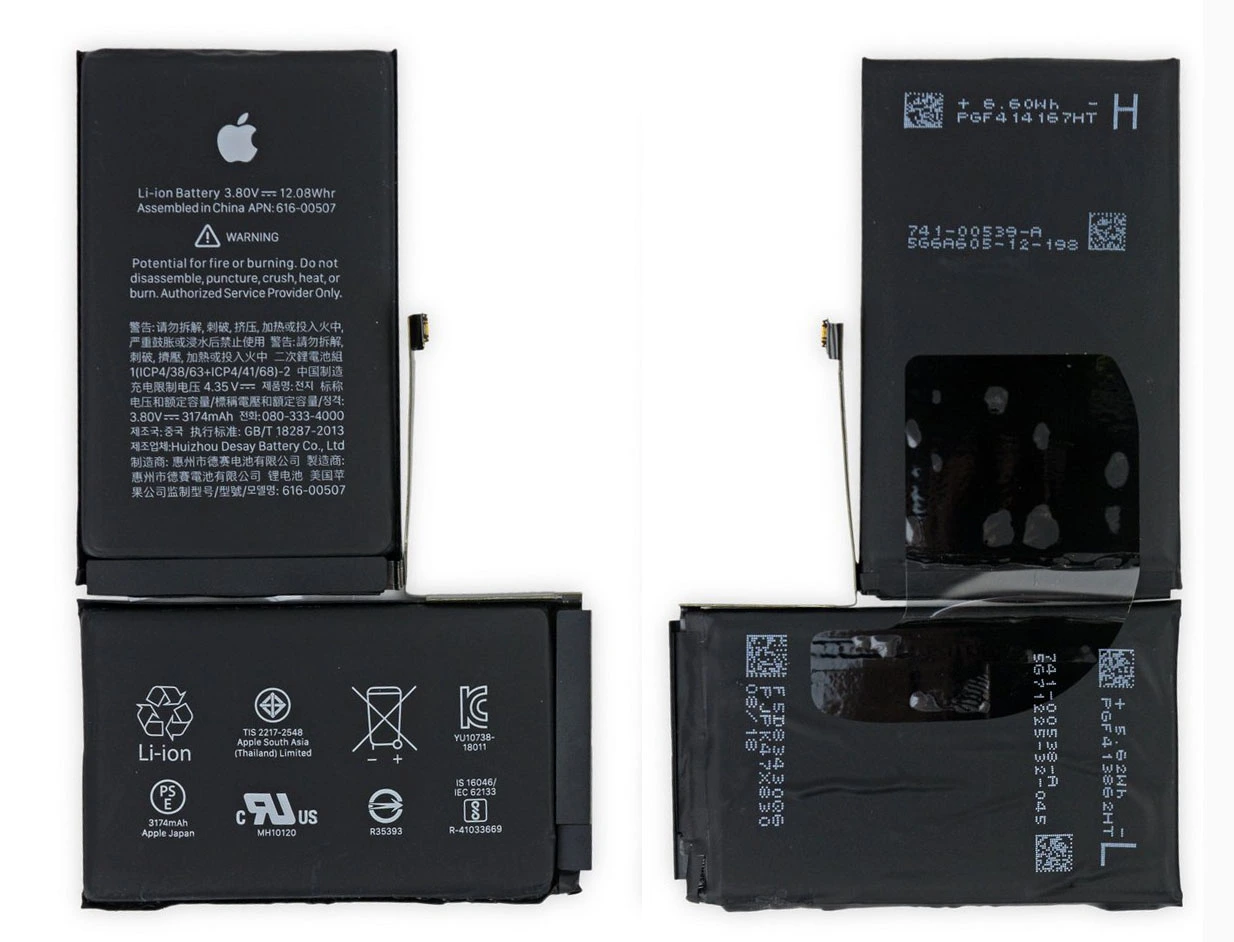 Li-ion Battery 3.80V⎓ 12.08Whr
Assembled in China APN: 616-00507
WARNING
Potential for fire or burning. Do not
disassemble, puncture, crush, heat, or
burn. Authorized Service Provider Only.
警告:请勿拆解, 刺破, 挤压, 加热或投入火中,
严重鼓胀或浸水后禁止使用 警告:請勿拆解,
刺破, 擠壓, 加熱或投入火中 二次鋰電池組
1(ICP4/38/63+ICP4/41/68)-2 中国制造
充电限制电压 4.35V⎓ 제품명:전지 标称
电压和额定容量/標稱電壓和額定容量/정격:
3.80V⎓ 3174mAh 전화:080-333-4000
제조국:중국 执行标准: GB/T 18287-2013
제조업체:Huizhou Desay Battery Co., Ltd
制造商: 惠州市德赛电池有限公司 製造商:
惠州市德賽電池有限公司 锂电池 美国苹
果公司监制型号/型號/모델명: 616-00507
Li-ion
TIS 2217-2548
Apple South Asia
(Thailand) Limited
YU10738-
18011
PS
E
3174mAh
Apple Japan
C RU US
MH10120
R35393
IS 16046/
IEC 62133
R-41033669
+ 6.60Wh -
PGF414167HT
H
741-00539-A
5G6A605-12-198
F5D8343006
PJPK47X830
08/18
741-00538-A
5G71225-32-045
+ 5.62Wh -
PGF413862HT
L